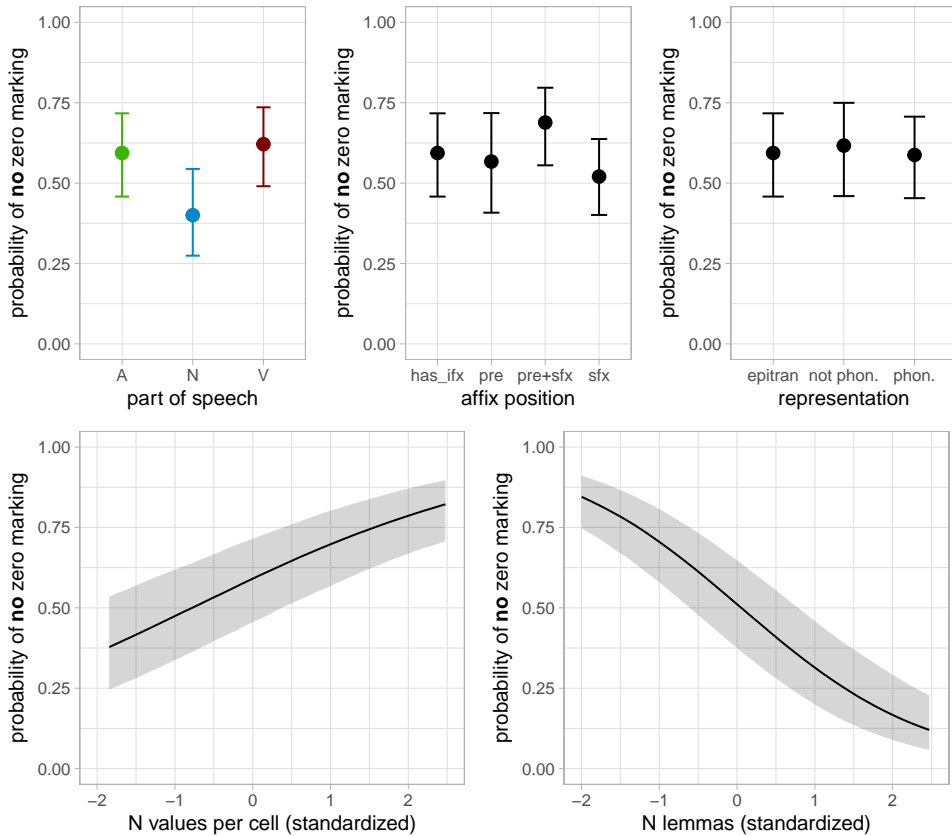 probability of no zero marking
1.00
0.75
0.50
0.25
0.00
A N V
part of speech
probability of no zero marking
1.00
0.75
0.50
0.25
0.00
has_ifx pre pre+sfx sfx
affix position
probability of no zero marking
1.00
0.75
0.50
0.25
0.00
epitran not phon. phon.
representation
probability of no zero marking
1.00
0.75
0.50
0.25
0.00
−2 −1 0 1 2
N values per cell (standardized)
probability of no zero marking
1.00
0.75
0.50
0.25
0.00
−2 −1 0 1 2
N lemmas (standardized)